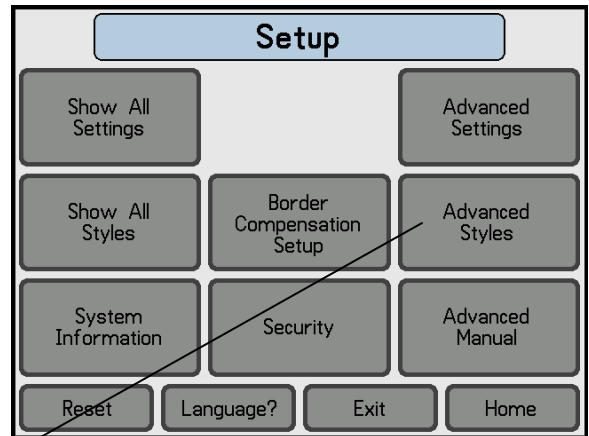 Setup
Show All
Settings
Advanced
Settings
Show All
Styles
Border
Compensation
Setup
Advanced
Styles
System
Information
Security
Advanced
Manual
Reset
Language?
Exit
Home